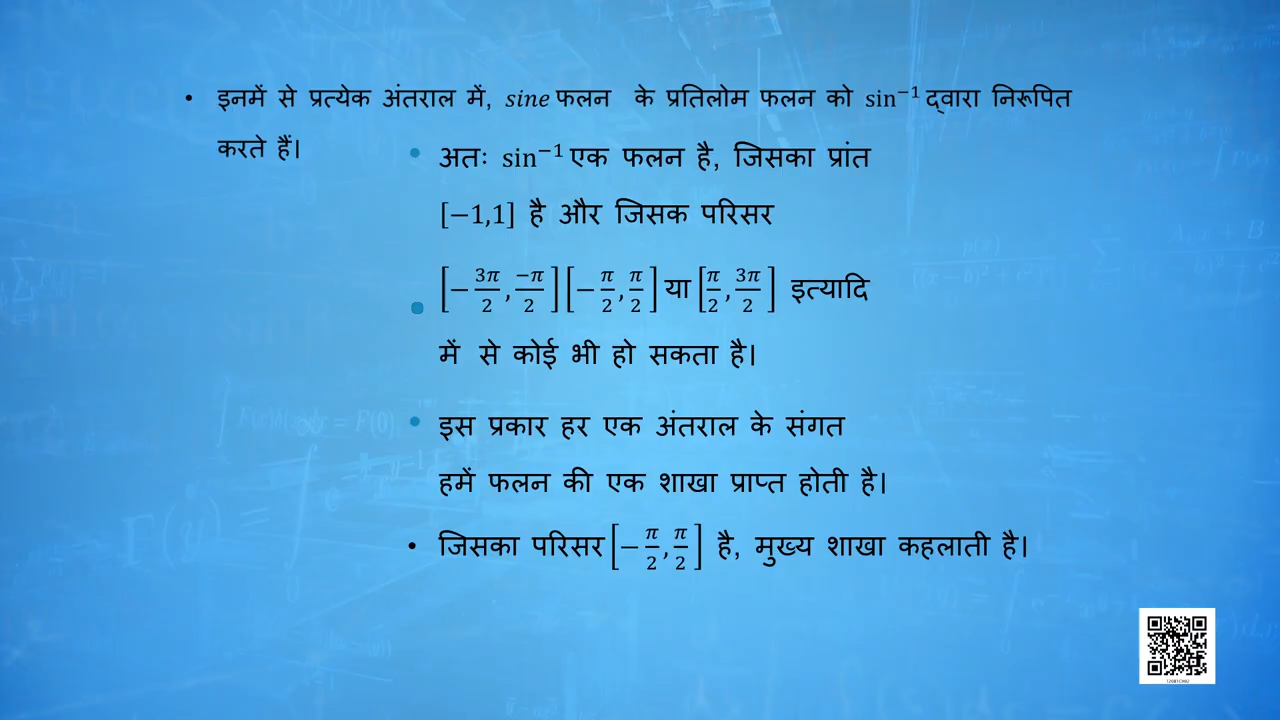 • इनमें से प्रत्येक अंतराल में, sine फलन के प्रतिलोम फलन को sin⁻¹ द्वारा निरूपित
करते हैं।
• अतः sin⁻¹ एक फलन है, जिसका प्रांत
[−1,1] है और जिसक परिसर
• [−3π/2, −π/2] [−π/2, π/2] या [π/2, 3π/2] इत्यादि
में से कोई भी हो सकता है।
• इस प्रकार हर एक अंतराल के संगत
हमें फलन की एक शाखा प्राप्त होती है।
• जिसका परिसर [−π/2, π/2] है, मुख्य शाखा कहलाती है।